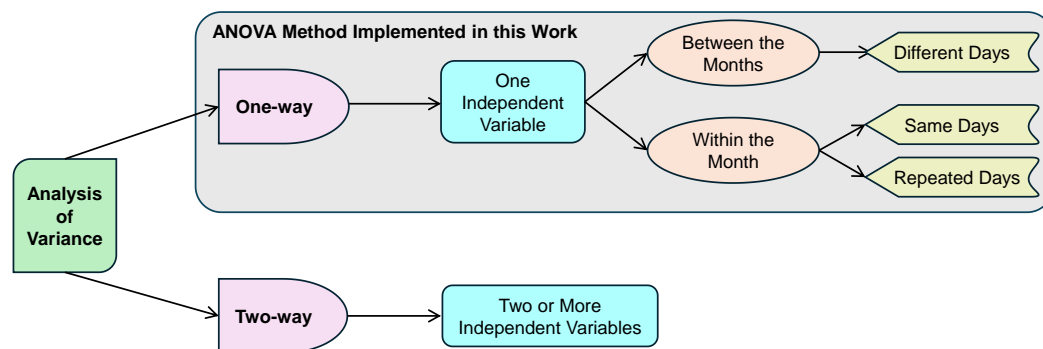 ANOVA Method Implemented in this Work
Between the
Months
Different Days
One-way
One
Independent
Variable
Same Days
Within the
Month
Repeated Days
Analysis
of
Variance
Two-way
Two or More
Independent Variables